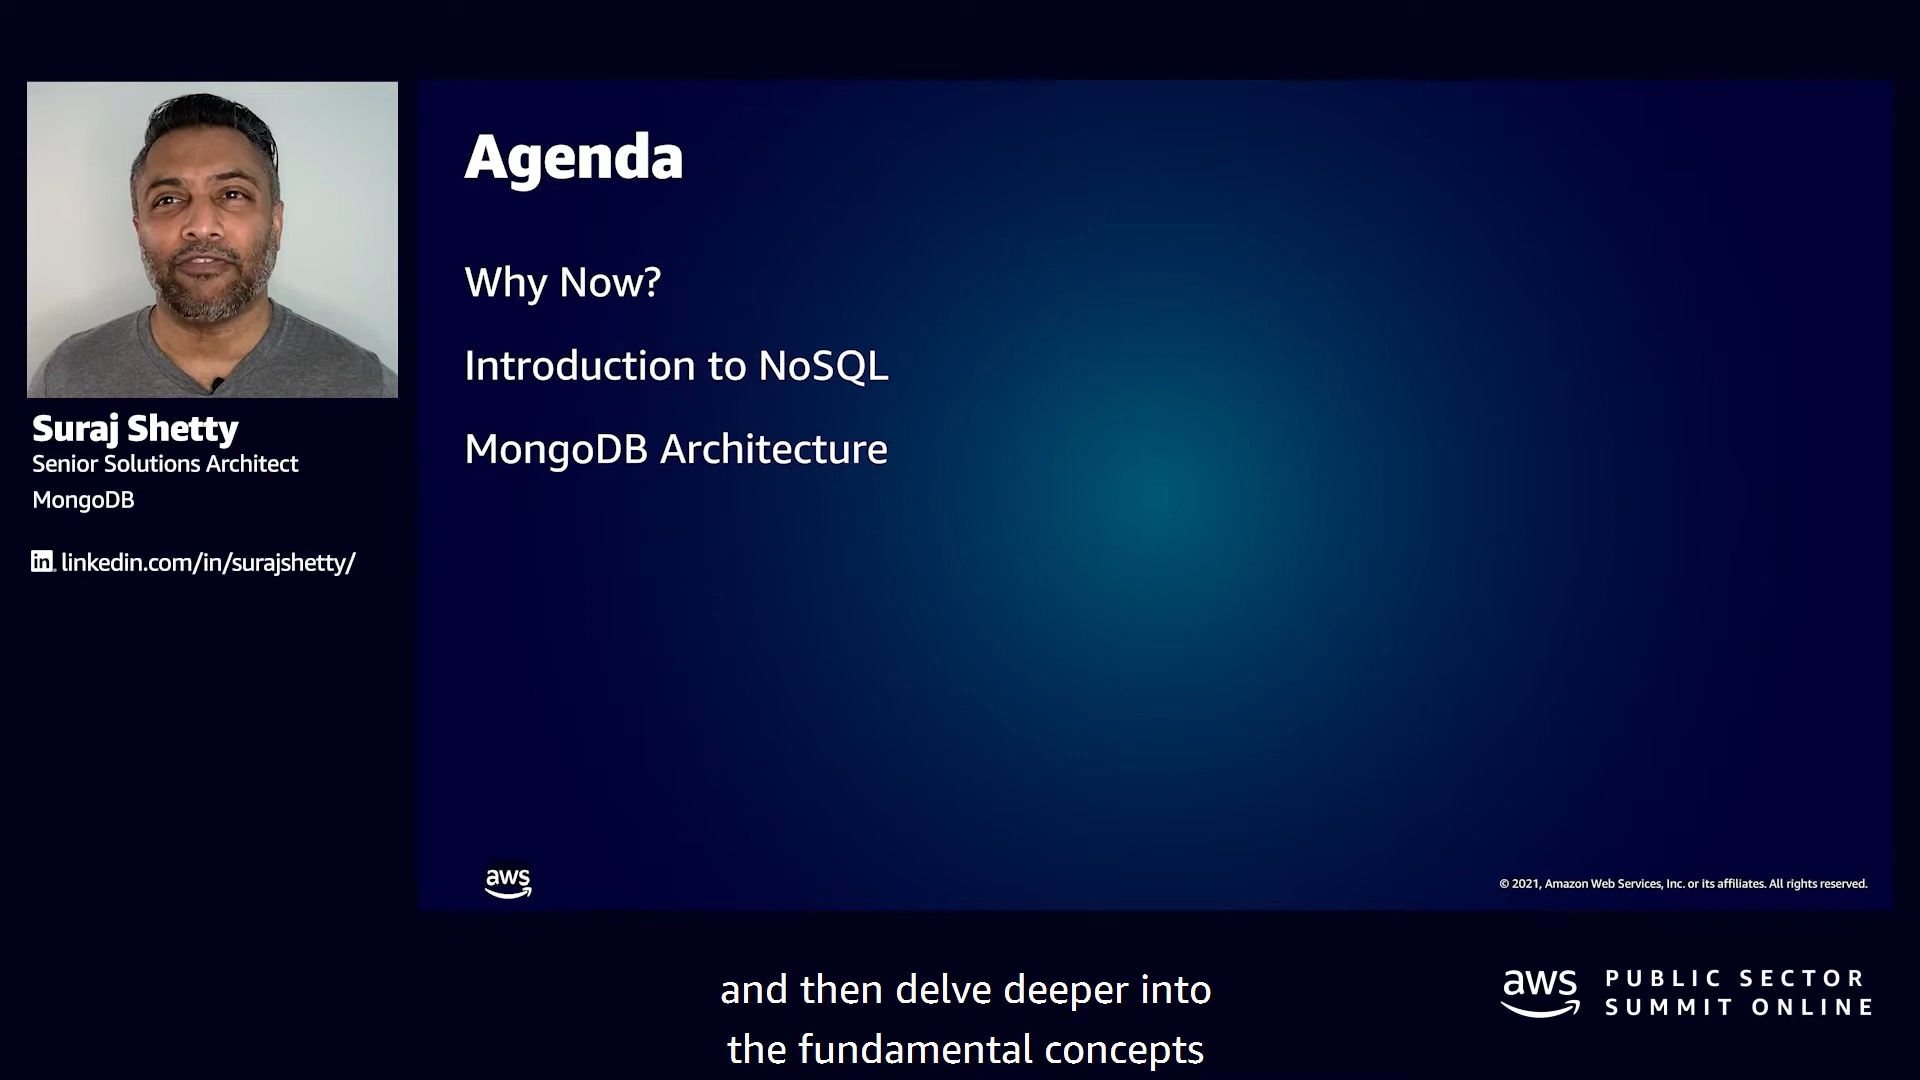 Agenda
Why Now?
Introduction to NoSQL
MongoDB Architecture
Suraj Shetty
Senior Solutions Architect
MongoDB
in linkedin.com/in/surajshetty/
aws
© 2021, Amazon Web Services, Inc. or its affiliates. All rights reserved.
and then delve deeper into
the fundamental concepts
aws PUBLIC SECTOR
SUMMIT ONLINE